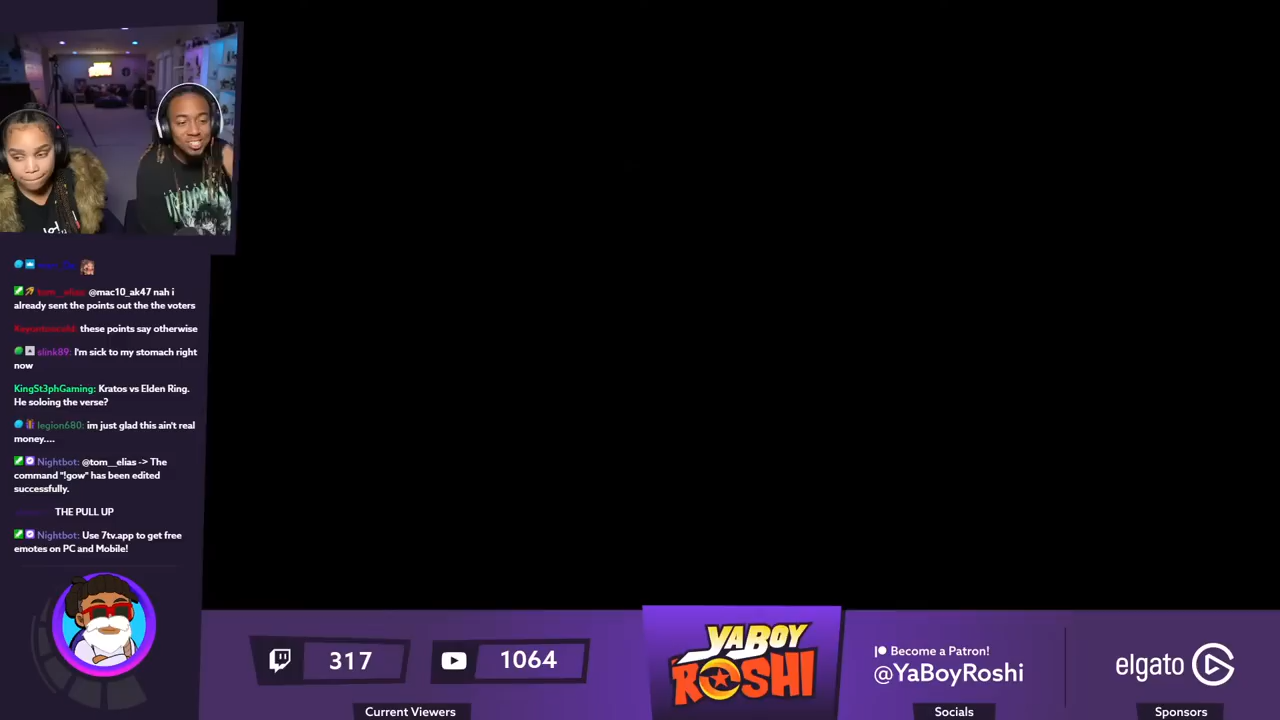 @mac10_ak47 nah i
already sent the points out the the voters
these points say otherwise
slink89: I'm sick to my stomach right
now
KingSt3phGaming: Kratos vs Elden Ring.
He soloing the verse?
legion680: im just glad this ain't real
money....
Nightbot: @tom__elias -> The
command "!gow" has been edited
successfully.
THE PULL UP
Nightbot: Use 7tv.app to get free
emotes on PC and Mobile!
317
1064
Current Viewers
YABOY
ROSHI
Become a Patron!
@YaBoyRoshi
Socials
elgato
Sponsors